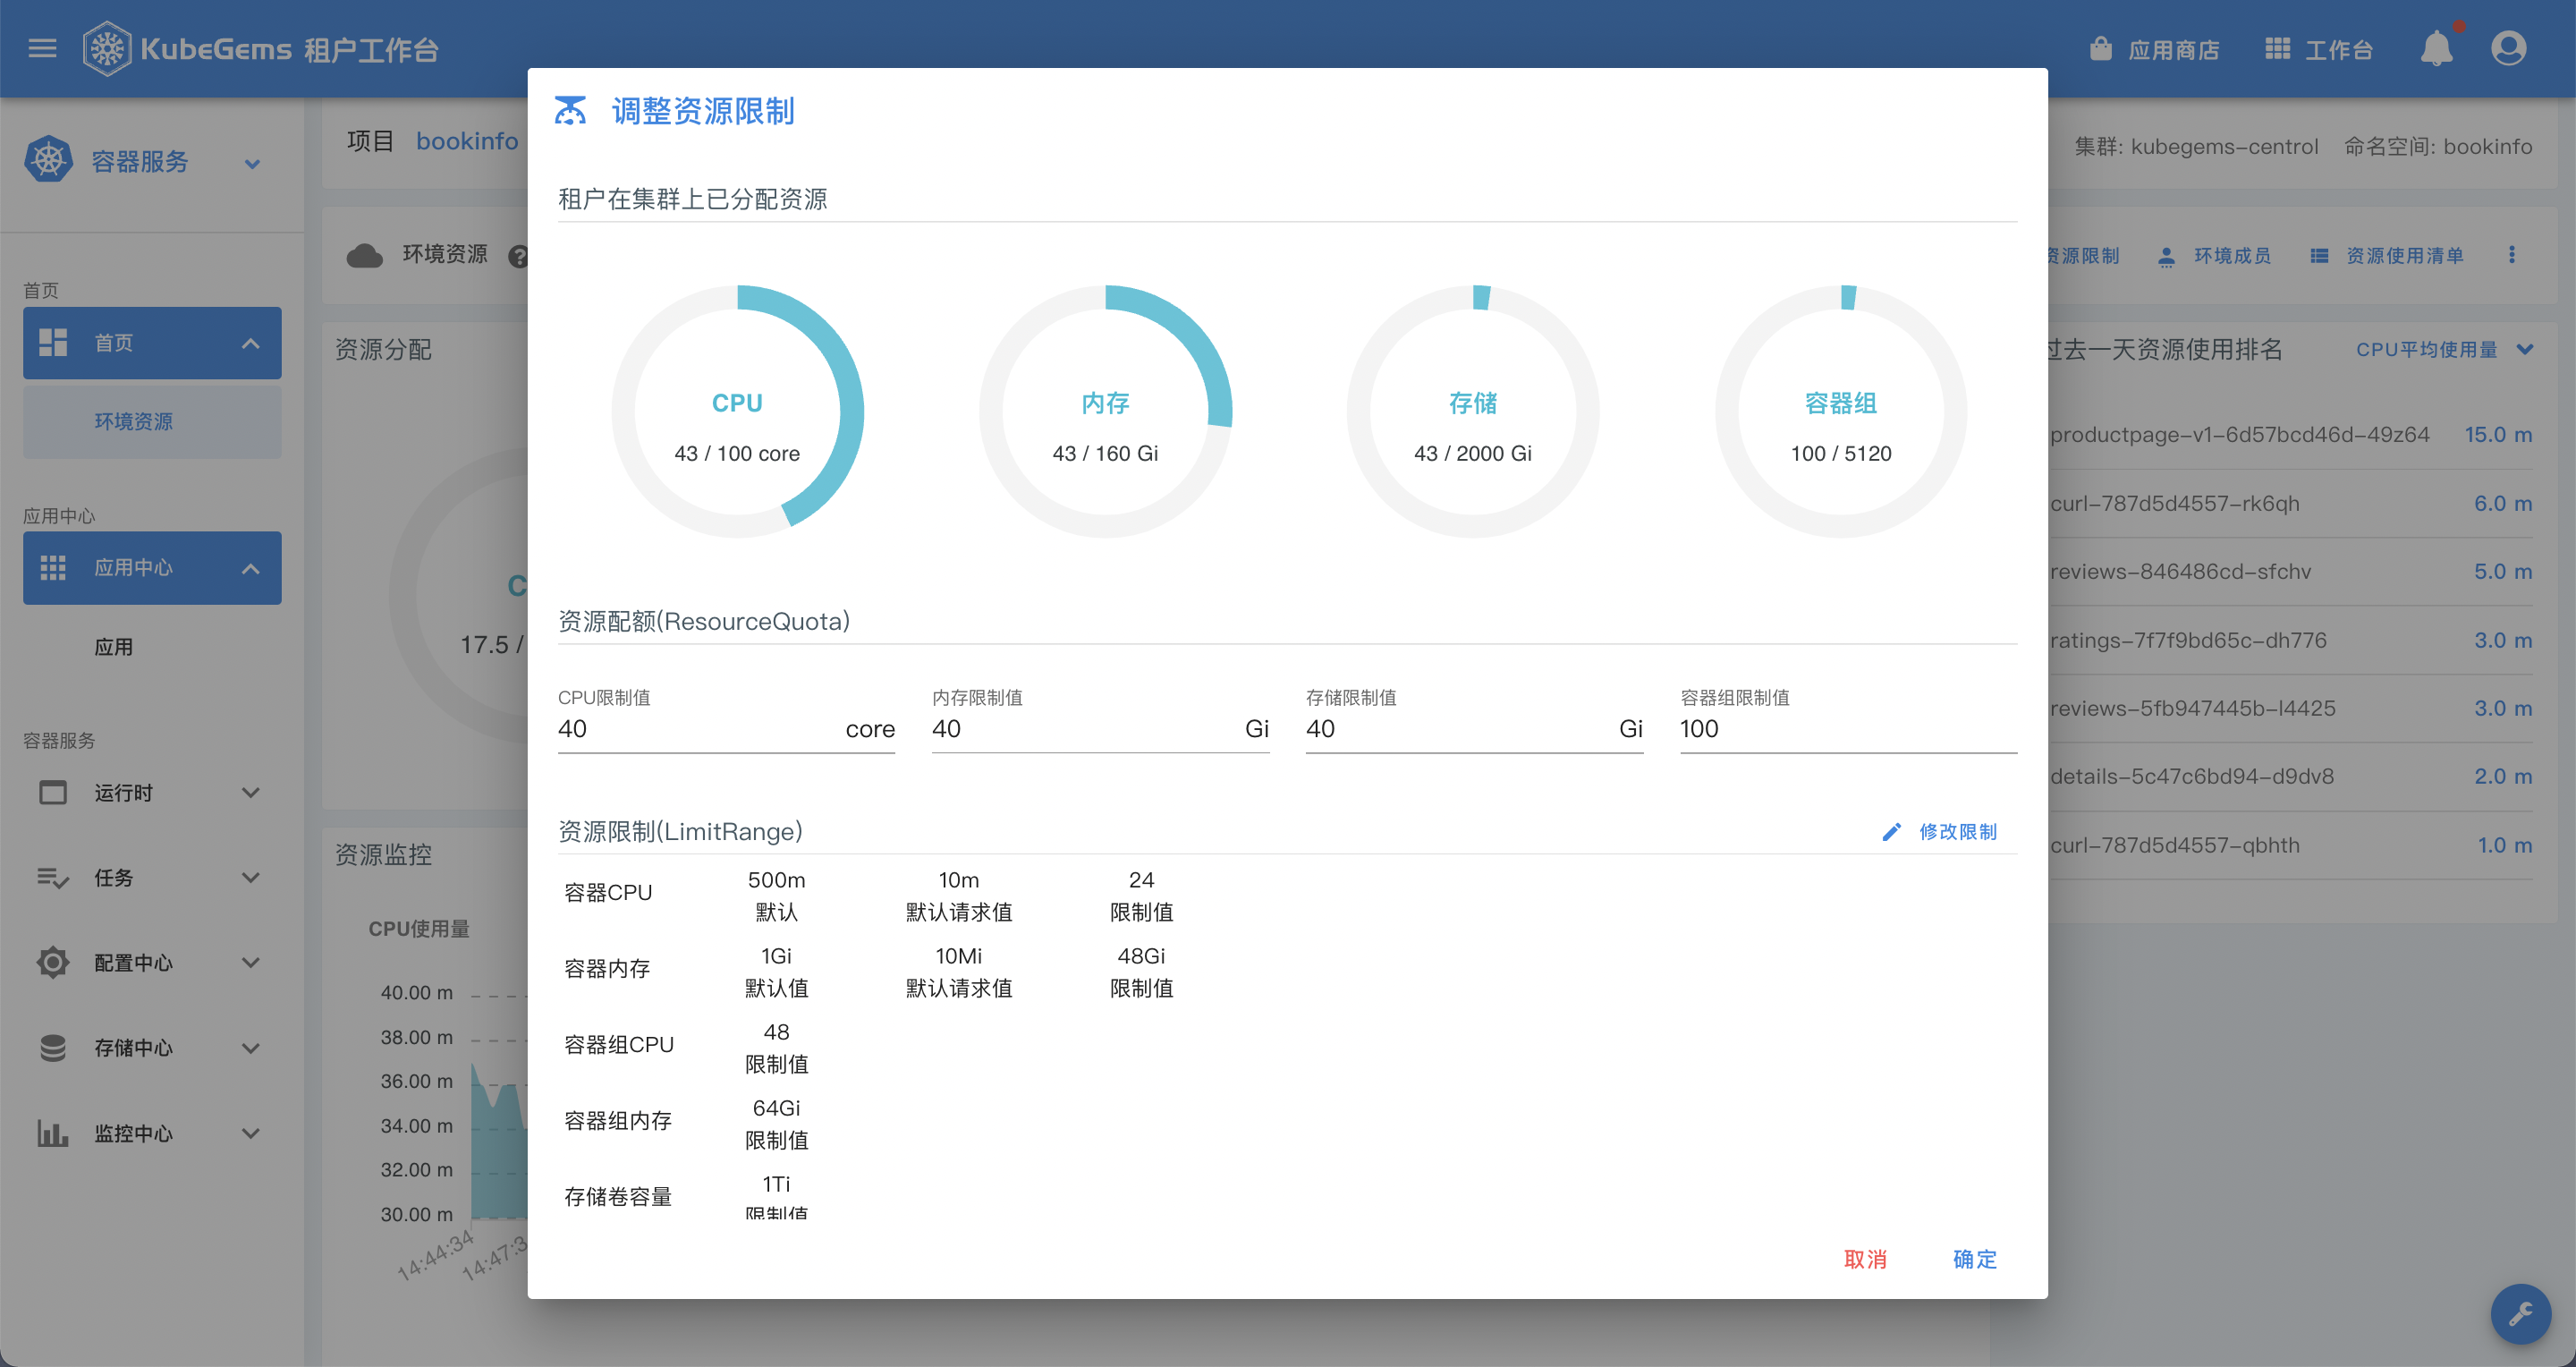 KubeGems 租户工作台
应用商店
工作台
容器服务
首页
首页
环境资源
应用中心
应用中心
应用
容器服务
运行时
任务
配置中心
存储中心
监控中心
项目 bookinfo
集群: kubegems-centrol 命名空间: bookinfo
环境资源
资源限制
环境成员
资源使用清单
资源分配
17.5 /
资源监控
CPU使用量
40.00 m
38.00 m
36.00 m
34.00 m
32.00 m
30.00 m
14:44:34
14:47:3
过去一天资源使用排名
CPU平均使用量
productpage-v1-6d57bcd46d-49z64 15.0 m
curl-787d5d4557-rk6qh 6.0 m
reviews-846486cd-sfchv 5.0 m
ratings-7f7f9bd65c-dh776 3.0 m
reviews-5fb947445b-l4425 3.0 m
details-5c47c6bd94-d9dv8 2.0 m
curl-787d5d4557-qbhth 1.0 m
调整资源限制
租户在集群上已分配资源
CPU
43 / 100 core
内存
43 / 160 Gi
存储
43 / 2000 Gi
容器组
100 / 5120
资源配额(ResourceQuota)
CPU限制值
40 core
内存限制值
40 Gi
存储限制值
40 Gi
容器组限制值
100
资源限制(LimitRange)
修改限制
容器CPU
500m
默认
10m
默认请求值
24
限制值
容器内存
1Gi
默认值
10Mi
默认请求值
48Gi
限制值
容器组CPU
48
限制值
容器组内存
64Gi
限制值
存储卷容量
1Ti
限制值
取消
确定